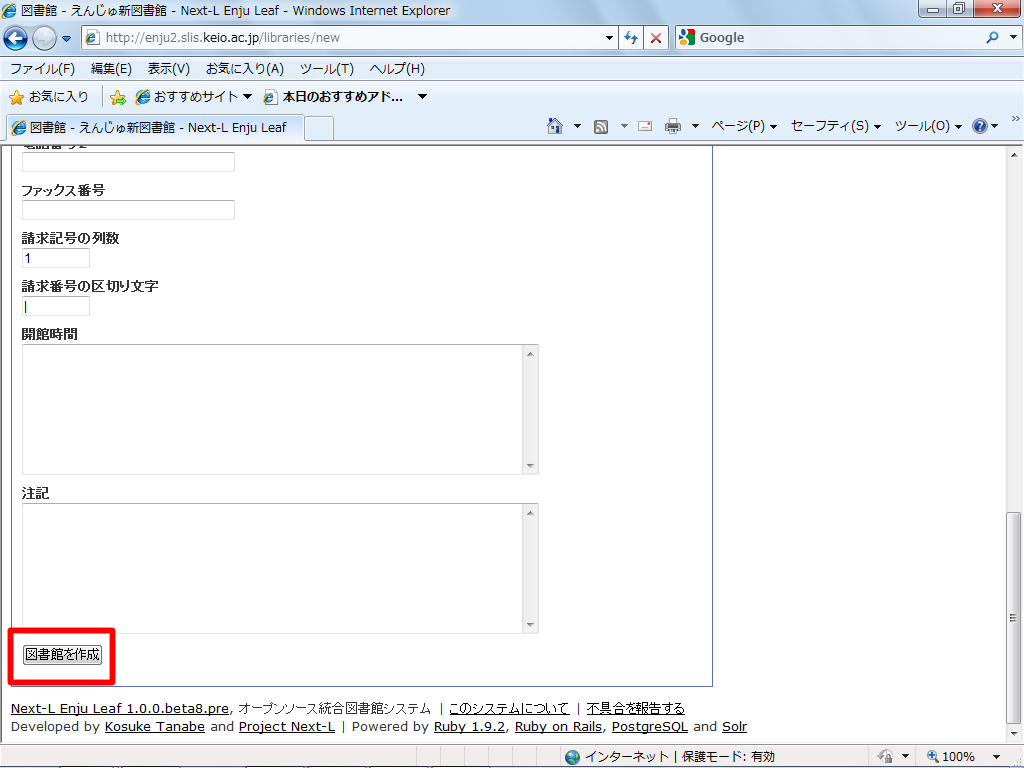 図書館 - えんじゅ新図書館 - Next-L Enju Leaf - Windows Internet Explorer
http://enju2.slis.keio.ac.jp/libraries/new
Google
ファイル(F) 編集(E) 表示(V) お気に入り(A) ツール(T) ヘルプ(H)
お気に入り おすすめサイト 本日のおすすめアド...
図書館 - えんじゅ新図書館 - Next-L Enju Leaf
ページ(P) セーフティ(S) ツール(O) »
ファックス番号
請求記号の列数
1
請求番号の区切り文字
開館時間
注記
図書館を作成
Next-L Enju Leaf 1.0.0.beta8.pre, オープンソース統合図書館システム | このシステムについて | 不具合を報告する
Developed by Kosuke Tanabe and Project Next-L | Powered by Ruby 1.9.2, Ruby on Rails, PostgreSQL and Solr
インターネット | 保護モード: 有効
100%